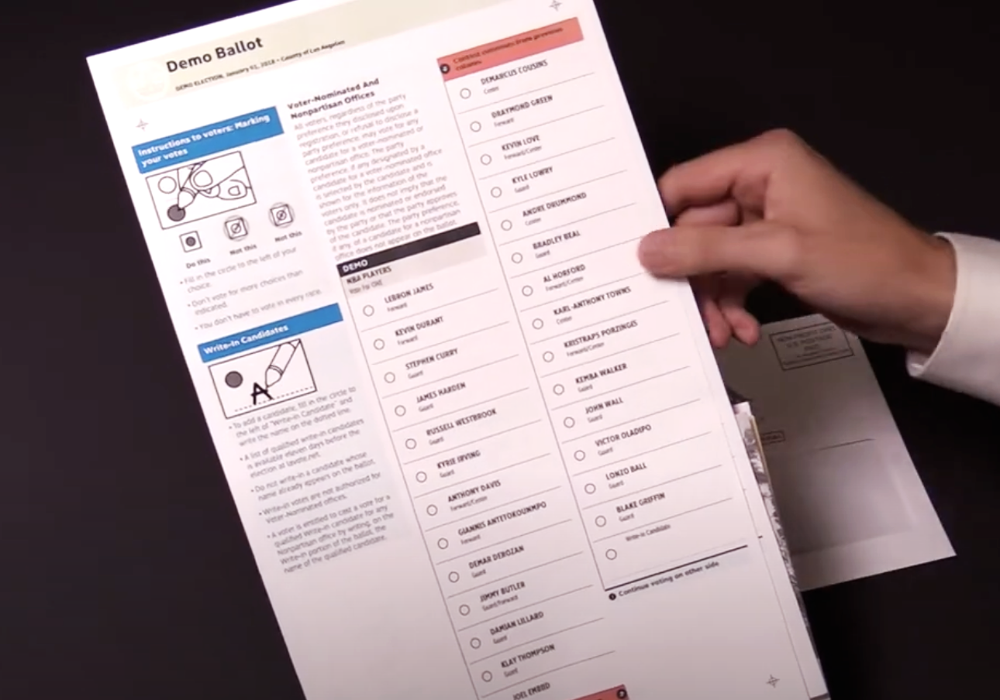 Demo Ballot
DEMO ELECTION, January 01, 2018 - County of Los Angeles
Instructions to voters: Marking
your votes
Do this
Not this
Not this
• Fill in the circle to the left of your
choice.
• Don't vote for more choices than
indicated.
• You don't have to vote in every race.
Write-In Candidates
A
• To add a candidate, fill in the circle to
the left of "Write-in Candidate" and
write the name on the dotted line.
• A list of qualified write-in candidates
is available eleven days before the
election at lavote.net.
• Do not write-in a candidate whose
name already appears on the ballot.
• Write-in votes are not authorized for
Voter-Nominated offices.
• A voter is entitled to cast a vote for a
qualified Write-in candidate for any
Nonpartisan office by writing, on the
Write-in portion of the ballot, the
name of the qualified candidate.
Voter-Nominated And
Nonpartisan Offices
All voters, regardless of the party
preference they disclosed upon
registration, or refusal to disclose a
party preference, may vote for any
candidate for a voter-nominated or
nonpartisan office. The party
preference, if any, designated by a
candidate for a voter-nominated office
is selected by the candidate and is
shown for the information of the
voters only. It does not imply that the
candidate is nominated or endorsed
by the party or that the party approves
of the candidate. The party preference,
if any, of a candidate for a nonpartisan
office does not appear on the ballot.
DEMO
NBA PLAYERS
Vote For ONE
LEBRON JAMES
Forward
KEVIN DURANT
Forward
STEPHEN CURRY
Guard
JAMES HARDEN
Guard
RUSSELL WESTBROOK
Guard
KYRIE IRVING
Guard
ANTHONY DAVIS
Forward/Center
GIANNIS ANTETOKOUNMPO
Forward
DEMAR DEROZAN
Guard
JIMMY BUTLER
Guard/Forward
DAMIAN LILLARD
Guard
KLAY THOMPSON
Guard
JOEL EMBIID
Continue contests from previous
column.
DEMARCUS COUSINS
Center
DRAYMOND GREEN
Forward
KEVIN LOVE
Forward/Center
KYLE LOWRY
Guard
ANDRE DRUMMOND
Center
BRADLEY BEAL
Guard
AL HORFORD
Forward/Center
KARL-ANTHONY TOWNS
Center
KRISTRAPS PORZINGIS
Forward/Center
KEMBA WALKER
Guard
JOHN WALL
Guard
VICTOR OLADIPO
Guard
LONZO BALL
Guard
BLAKE GRIFFIN
Guard
Write-in Candidate
Continue voting on other side